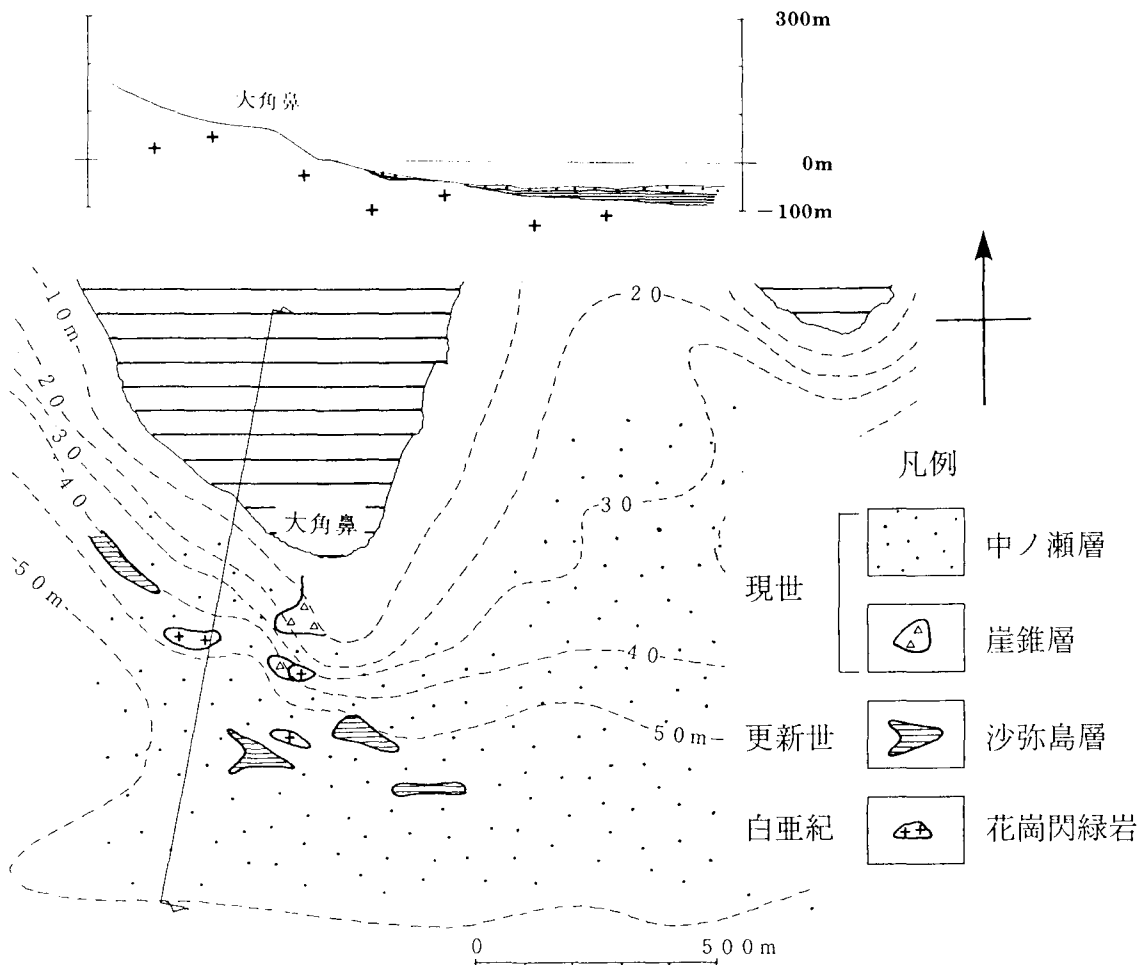 300m
大角鼻
0m
-100m
-10m
20
20
30
40
30
大角鼻
-50m
40
50m
凡例
現世
中ノ瀬層
崖錐層
更新世
沙弥島層
白亜紀
花崗閃緑岩
0
500m